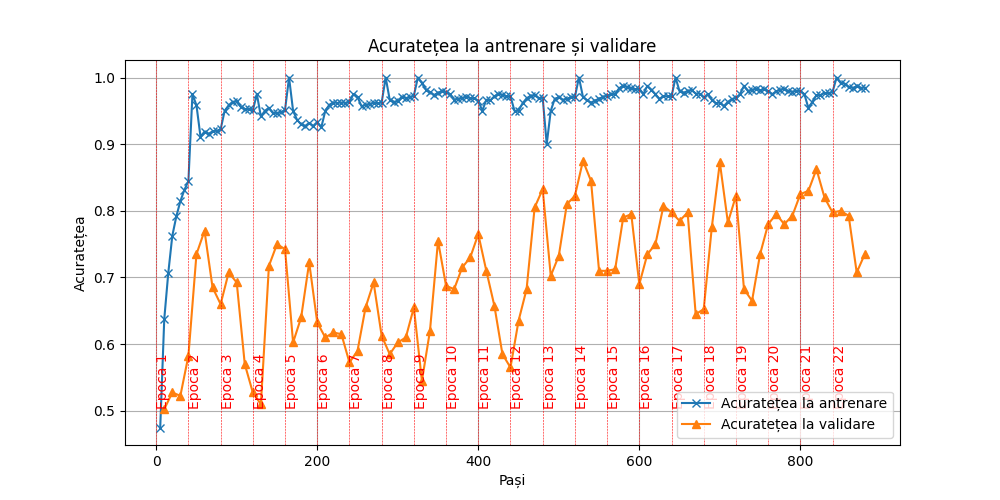 Acuratețea la antrenare și validare
1.0
0.9
0.8
0.7
0.6
0.5
Acuratețea
Epoca 1
Epoca 2
Epoca 3
Epoca 4
Epoca 5
Epoca 6
Epoca 7
Epoca 8
Epoca 9
Epoca 10
Epoca 11
Epoca 12
Epoca 13
Epoca 14
Epoca 15
Epoca 16
Epoca 17
Epoca 18
Epoca 19
Epoca 20
Epoca 21
Epoca 22
Acuratețea la antrenare
Acuratețea la validare
0
200
400
600
800
Pași